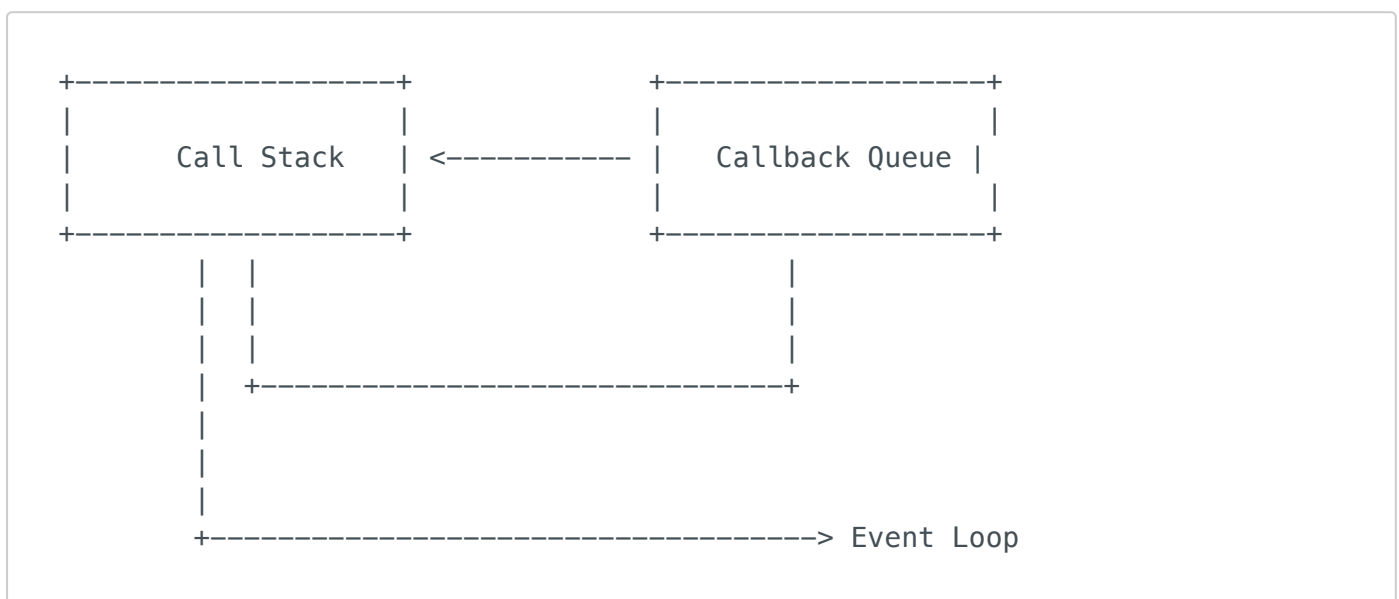 +-------------------+ +-------------------+
| | | |
| Call Stack | <----------- | Callback Queue |
| | | |
+-------------------+ +-------------------+
| | |
| | |
| | |
| +-------------------------------+
|
|
|
+------------------------------------> Event Loop